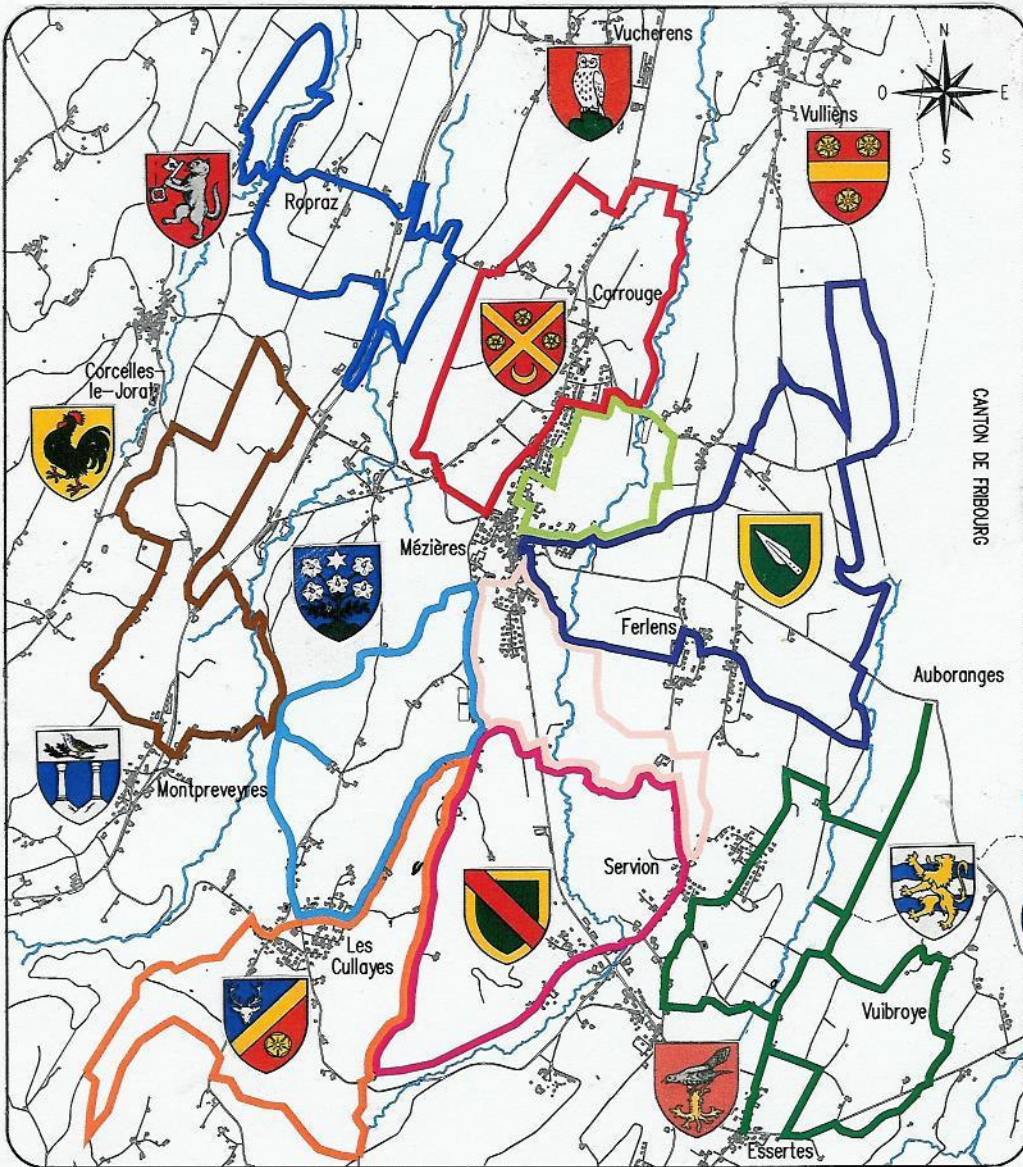 Vucherens
N
O
E
S
Vulliens
Ropraz
Carrouge
Corcelles-
le-Jorat
CANTON DE FRIBOURG
Mézières
Ferlens
Auboranges
Montpreveyres
Servion
Les
Cullayes
Vuibroye
Essertes